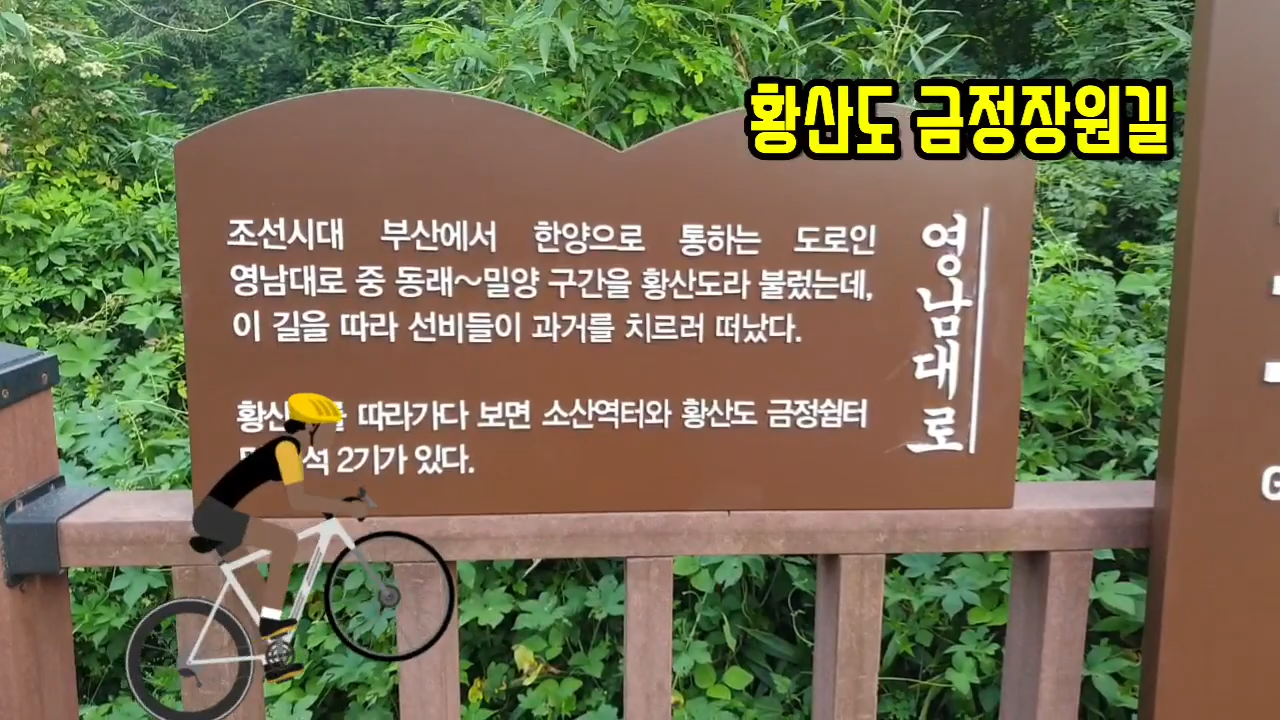 황산도 금정장원길
영남대로
조선시대 부산에서 한양으로 통하는 도로인
영남대로 중 동래~밀양 구간을 황산도라 불렀는데,
이 길을 따라 선비들이 과거를 치르러 떠났다.
따라가다 보면 소산역터와 황산도 금정쉼터
2기가 있다.